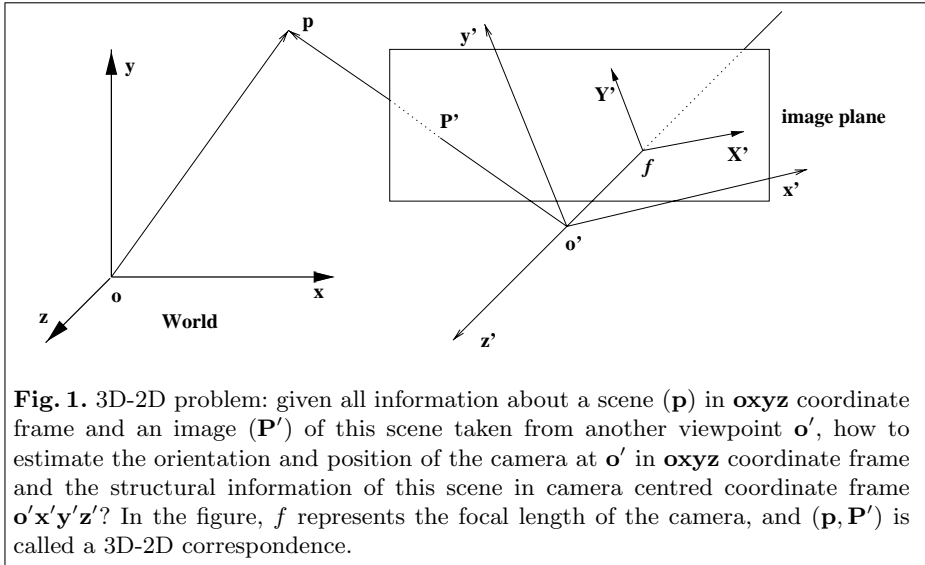 p
y'
y
Y'
image plane
P'
X'
f
x'
o'
o
x
z
World
z'
Fig. 1. 3D-2D problem: given all information about a scene (p) in oxyz coordinate
frame and an image (P′) of this scene taken from another viewpoint o′, how to
estimate the orientation and position of the camera at o′ in oxyz coordinate frame
and the structural information of this scene in camera centred coordinate frame
o′x′y′z′? In the figure, f represents the focal length of the camera, and (p, P′) is
called a 3D-2D correspondence.